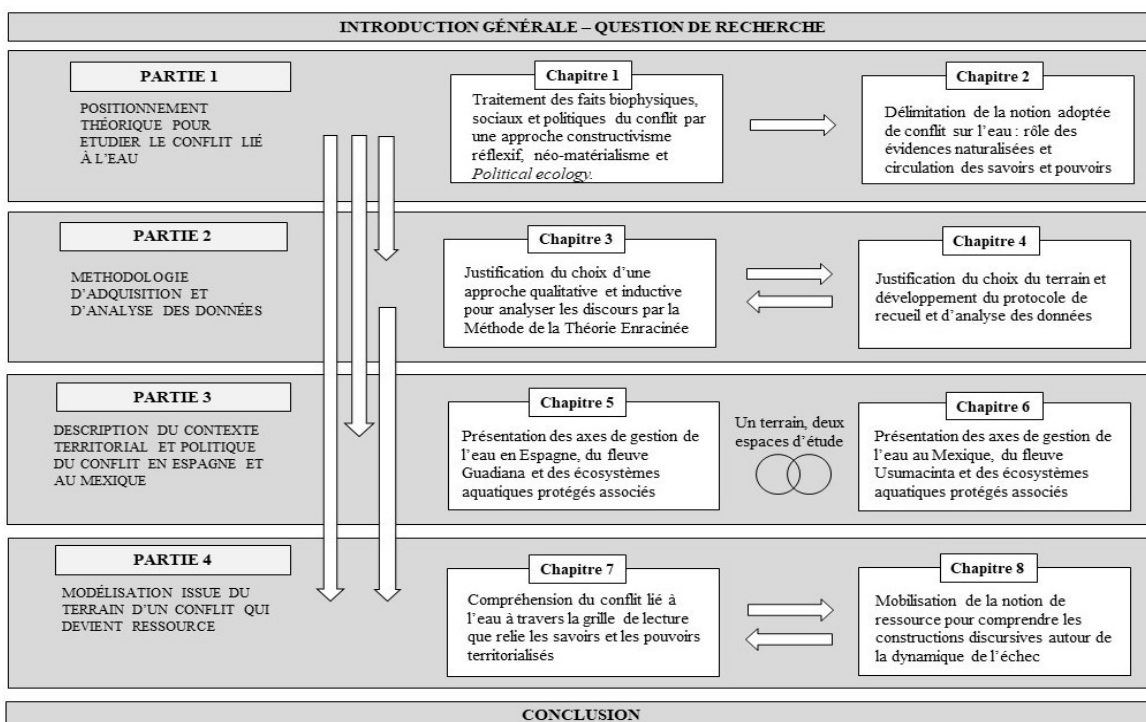 INTRODUCTION GÉNÉRALE – QUESTION DE RECHERCHE
PARTIE 1
POSITIONNEMENT
THÉORIQUE POUR
ETUDIER LE CONFLIT LIÉ
À L'EAU
Chapitre 1
Traitement des faits biophysiques,
sociaux et politiques du conflit par
une approche constructivisme
réflexif, néo-matérialisme et
Political ecology.
Chapitre 2
Délimitation de la notion adoptée
de conflit sur l'eau : rôle des
évidences naturalisées et
circulation des savoirs et pouvoirs
PARTIE 2
METHODOLOGIE
D'ADQUISITION ET
D'ANALYSE DES DONNÉES
Chapitre 3
Justification du choix d'une
approche qualitative et inductive
pour analyser les discours par la
Méthode de la Théorie Enracinée
Chapitre 4
Justification du choix du terrain et
développement du protocole de
recueil et d'analyse des données
PARTIE 3
DESCRIPTION DU CONTEXTE
TERRITORIAL ET POLITIQUE
DU CONFLIT EN ESPAGNE ET
AU MEXIQUE
Chapitre 5
Présentation des axes de gestion de
l'eau en Espagne, du fleuve
Guadiana et des écosystèmes
aquatiques protégés associés
Un terrain, deux
espaces d'étude
Chapitre 6
Présentation des axes de gestion de
l'eau au Mexique, du fleuve
Usumacinta et des écosystèmes
aquatiques protégés associés
PARTIE 4
MODÉLISATION ISSUE DU
TERRAIN D'UN CONFLIT QUI
DEVIENT RESSOURCE
Chapitre 7
Compréhension du conflit lié à
l'eau à travers la grille de lecture
que relie les savoirs et les pouvoirs
territorialisés
Chapitre 8
Mobilisation de la notion de
ressource pour comprendre les
constructions discursives autour de
la dynamique de l'échec
CONCLUSION